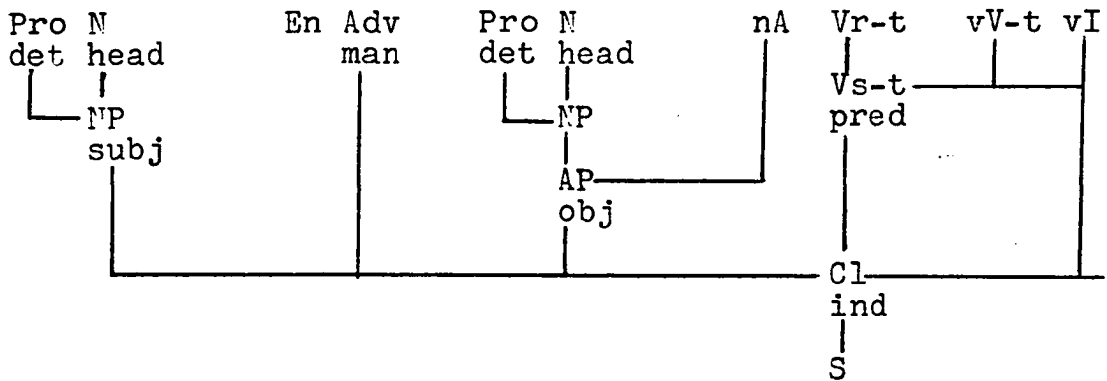 Pro N En Adv Pro N nA Vr-t vV-t vI
det head man det head
Vs-t
NP NP pred
subj
AP
obj
Cl
ind
S